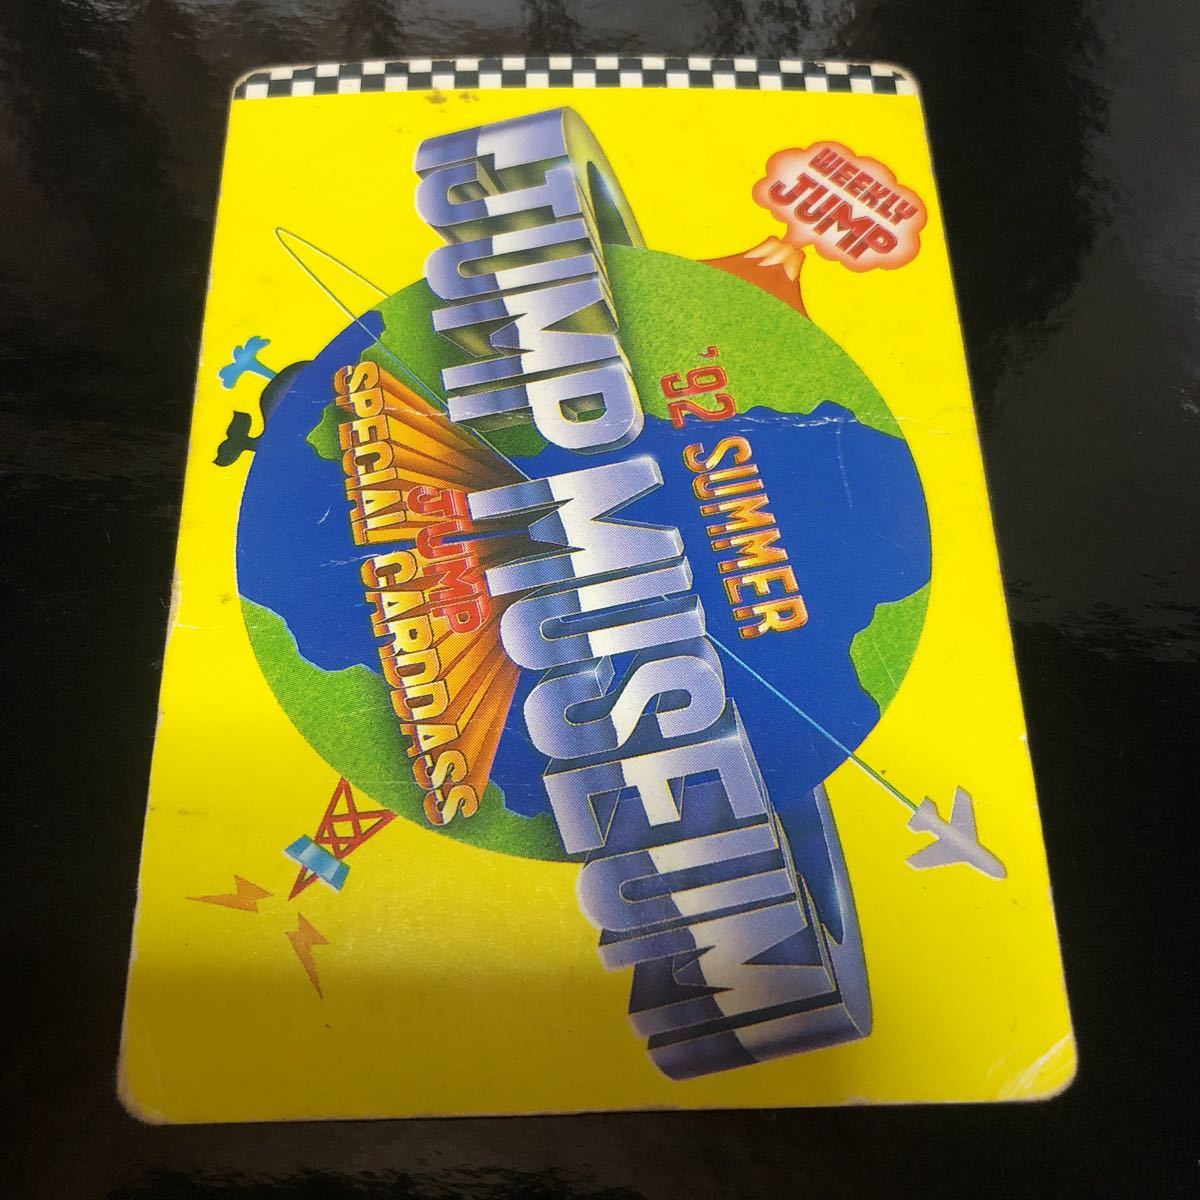 WEEKLY
JUMP
'92 SUMMER
JUMP MUSEUM
JUMP
SPECIAL CARDDASS